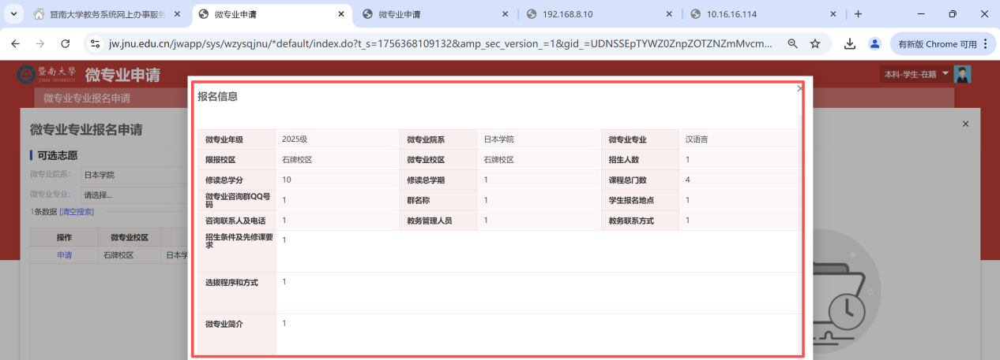 暨南大学教务系统网上办事服务
微专业申请
微专业申请
192.168.8.10
10.16.16.114
jw.jnu.edu.cn/jwapp/sys/wzysqjnu/*default/index.do?t_s=1756368109132&amp_sec_version_=1&gid_=UDNSSEpTYWZ0ZnpZOTZNZmMvcm...
有新版 Chrome 可用
暨南大學
JINAN UNIVERSITY
微专业申请
本科-学生-在籍
微专业专业报名申请
微专业专业报名申请
可选志愿
微专业院系: 日本学院
微专业专业: 请选择...
1条数据 [清空搜索]
操作 微专业校区
申请 石牌校区 日本学
报名信息
微专业年级 2025级 微专业院系 日本学院 微专业专业 汉语言
限报校区 石牌校区 微专业校区 石牌校区 招生人数 1
修读总学分 10 修读总学期 1 课程总门数 4
微专业咨询群QQ号码 1 群名称 1 学生报名地点 1
咨询联系人及电话 1 教务管理人员 1 教务联系方式 1
招生条件及先修课要求 1
选拔程序和方式 1
微专业简介 1